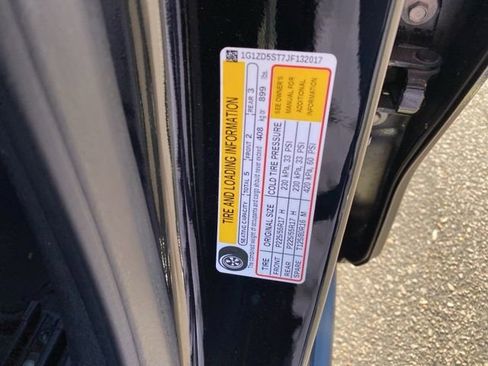 1G1ZD5ST7JF132017
TIRE AND LOADING INFORMATION
SEATING CAPACITY TOTAL 5 FRONT 2 REAR 3
The combined weight of occupants and cargo should never exceed 408 kg or 899 lbs.
TIRE ORIGINAL SIZE COLD TIRE PRESSURE
FRONT P225/55R17 H 230 kPa, 33 PSI
REAR P225/55R17 H 230 kPa, 33 PSI
SPARE T125/80R16 M 420 kPa, 60 PSI
SEE OWNER'S
MANUAL FOR
ADDITIONAL
INFORMATION